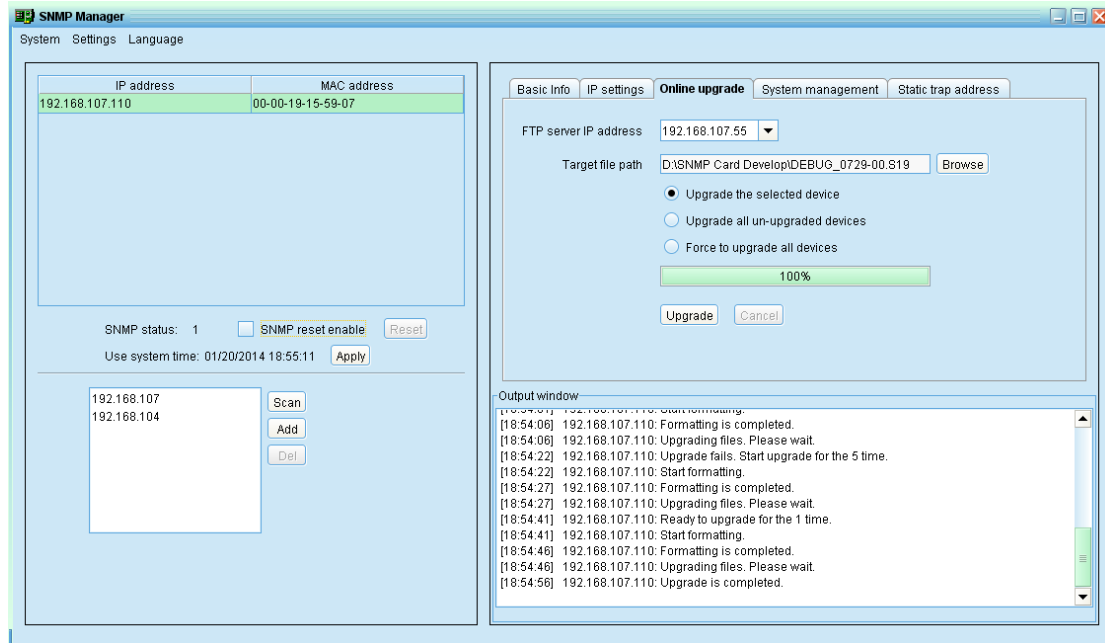 SNMP Manager
System Settings Language
IP address MAC address
192.168.107.110 00-00-19-15-59-07
SNMP status: 1 SNMP reset enable Reset
Use system time: 01/20/2014 18:55:11 Apply
192.168.107
192.168.104
Scan
Add
Del
Basic Info IP settings Online upgrade System management Static trap address
FTP server IP address 192.168.107.55
Target file path D:\SNMP Card Develop\DEBUG_0729-00.S19 Browse
Upgrade the selected device
Upgrade all un-upgraded devices
Force to upgrade all devices
100%
Upgrade Cancel
Output window
192.168.107.110: Start formatting.
[18:54:06] 192.168.107.110: Formatting is completed.
[18:54:06] 192.168.107.110: Upgrading files. Please wait.
[18:54:22] 192.168.107.110: Upgrade fails. Start upgrade for the 5 time.
[18:54:22] 192.168.107.110: Start formatting.
[18:54:27] 192.168.107.110: Formatting is completed.
[18:54:27] 192.168.107.110: Upgrading files. Please wait.
[18:54:41] 192.168.107.110: Ready to upgrade for the 1 time.
[18:54:41] 192.168.107.110: Start formatting.
[18:54:46] 192.168.107.110: Formatting is completed.
[18:54:46] 192.168.107.110: Upgrading files. Please wait.
[18:54:56] 192.168.107.110: Upgrade is completed.